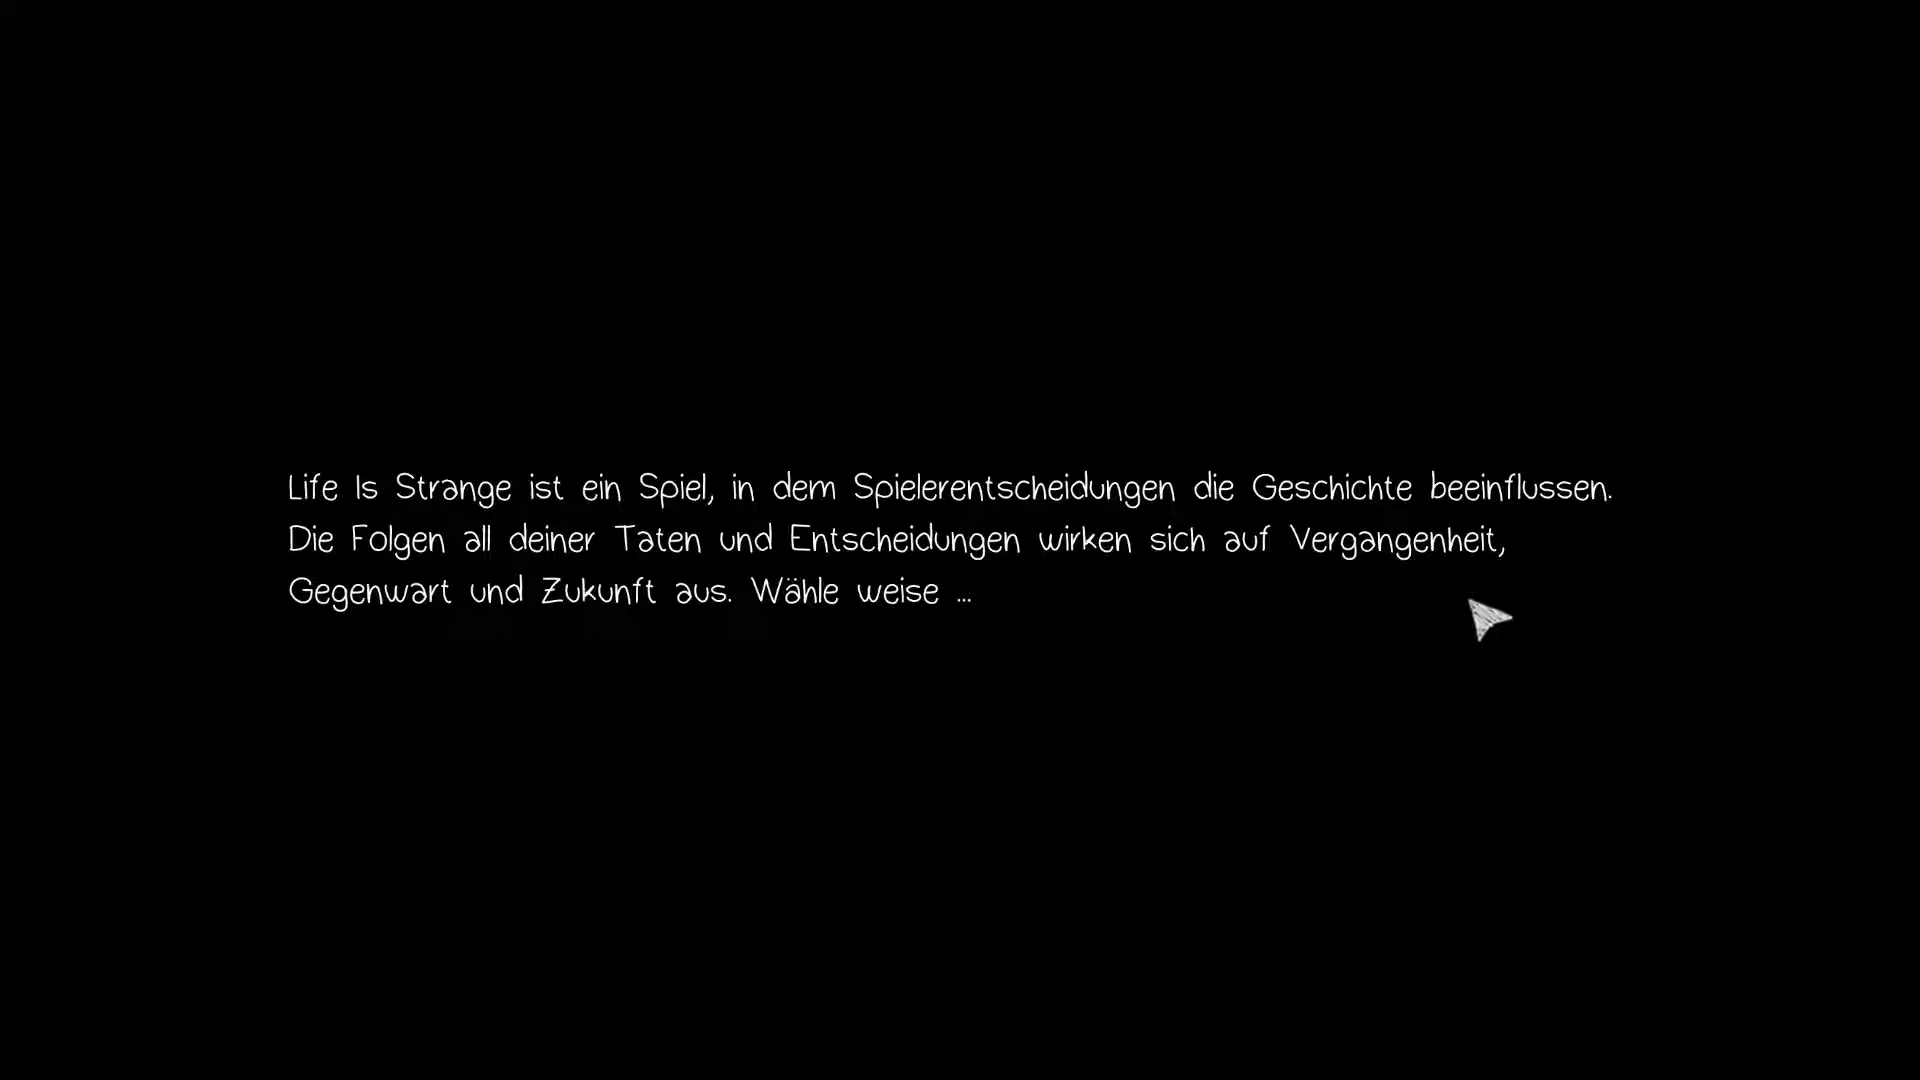 Life Is Strange ist ein Spiel, in dem Spielerentscheidungen die Geschichte beeinflussen.
Die Folgen all deiner Taten und Entscheidungen wirken sich auf Vergangenheit,
Gegenwart und Zukunft aus. Wähle weise ...